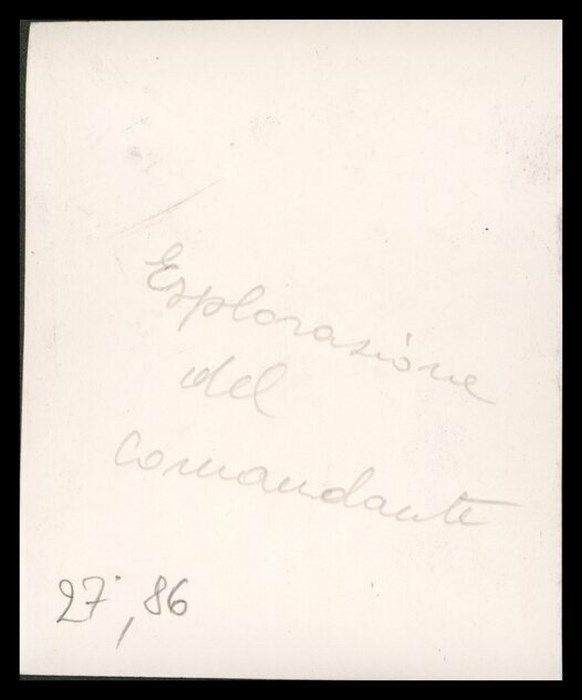 Esplorazione
del
comandante
27, 86